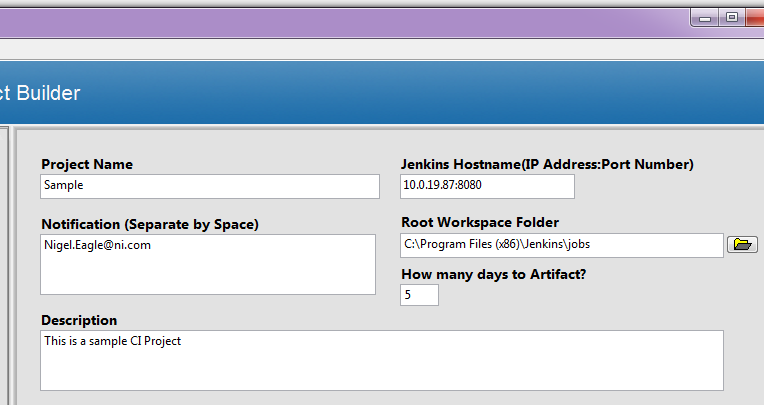 ct Builder
Project Name
Sample
Jenkins Hostname(IP Address:Port Number)
10.0.19.87:8080
Notification (Separate by Space)
Nigel.Eagle@ni.com
Root Workspace Folder
C:\Program Files (x86)\Jenkins\jobs
How many days to Artifact?
5
Description
This is a sample CI Project